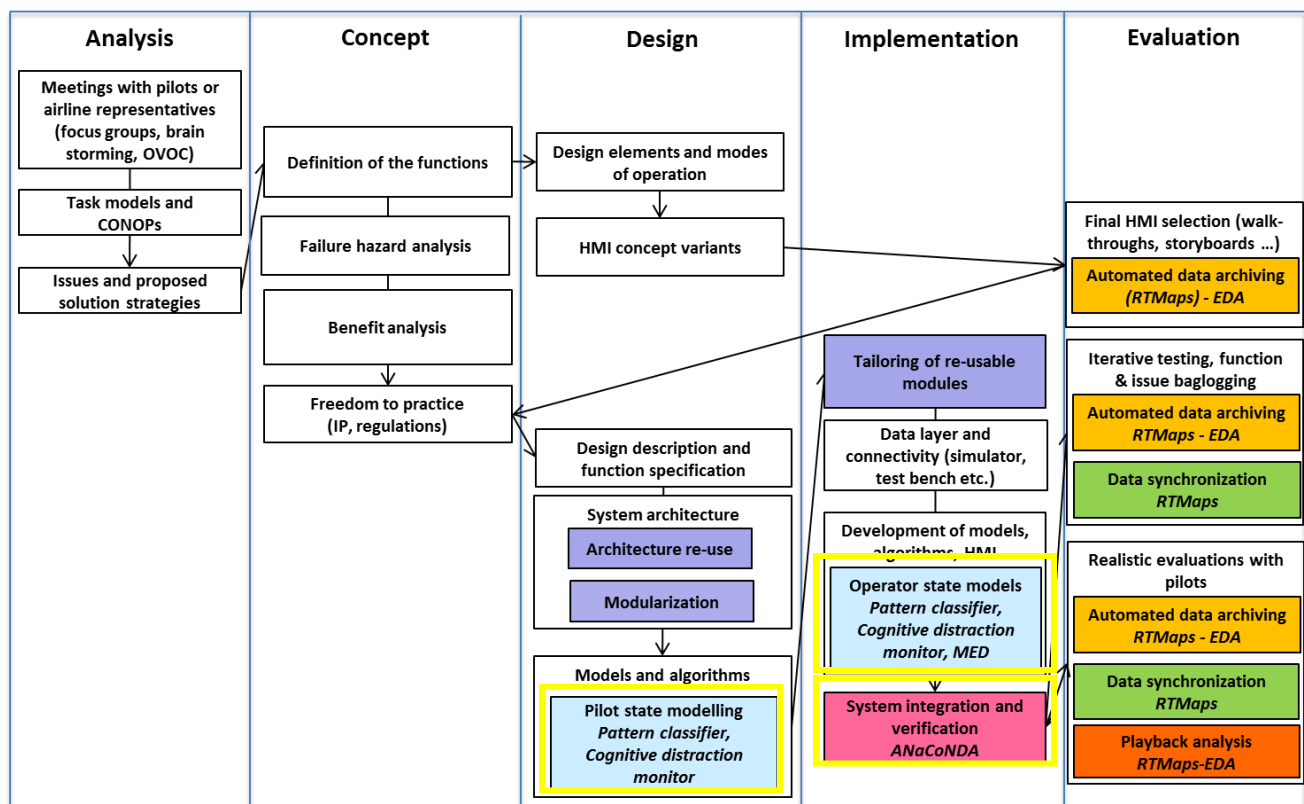 Analysis
Concept
Design
Implementation
Evaluation
Meetings with pilots or
airline representatives
(focus groups, brain
storming, OVOC)
Task models and
CONOPs
Issues and proposed
solution strategies
Definition of the functions
Failure hazard analysis
Benefit analysis
Freedom to practice
(IP, regulations)
Design elements and modes
of operation
HMI concept variants
Design description and
function specification
System architecture
Architecture re-use
Modularization
Models and algorithms
Pilot state modelling
Pattern classifier,
Cognitive distraction
monitor
Tailoring of re-usable
modules
Data layer and
connectivity (simulator,
test bench etc.)
Development of models,
algorithms, HMI
Operator state models
Pattern classifier,
Cognitive distraction
monitor, MED
System integration and
verification
ANaCoNDA
Final HMI selection (walk-
throughs, storyboards ...)
Automated data archiving
(RTMaps) - EDA
Iterative testing, function
& issue baglogging
Automated data archiving
RTMaps - EDA
Data synchronization
RTMaps
Realistic evaluations with
pilots
Automated data archiving
RTMaps - EDA
Data synchronization
RTMaps
Playback analysis
RTMaps-EDA